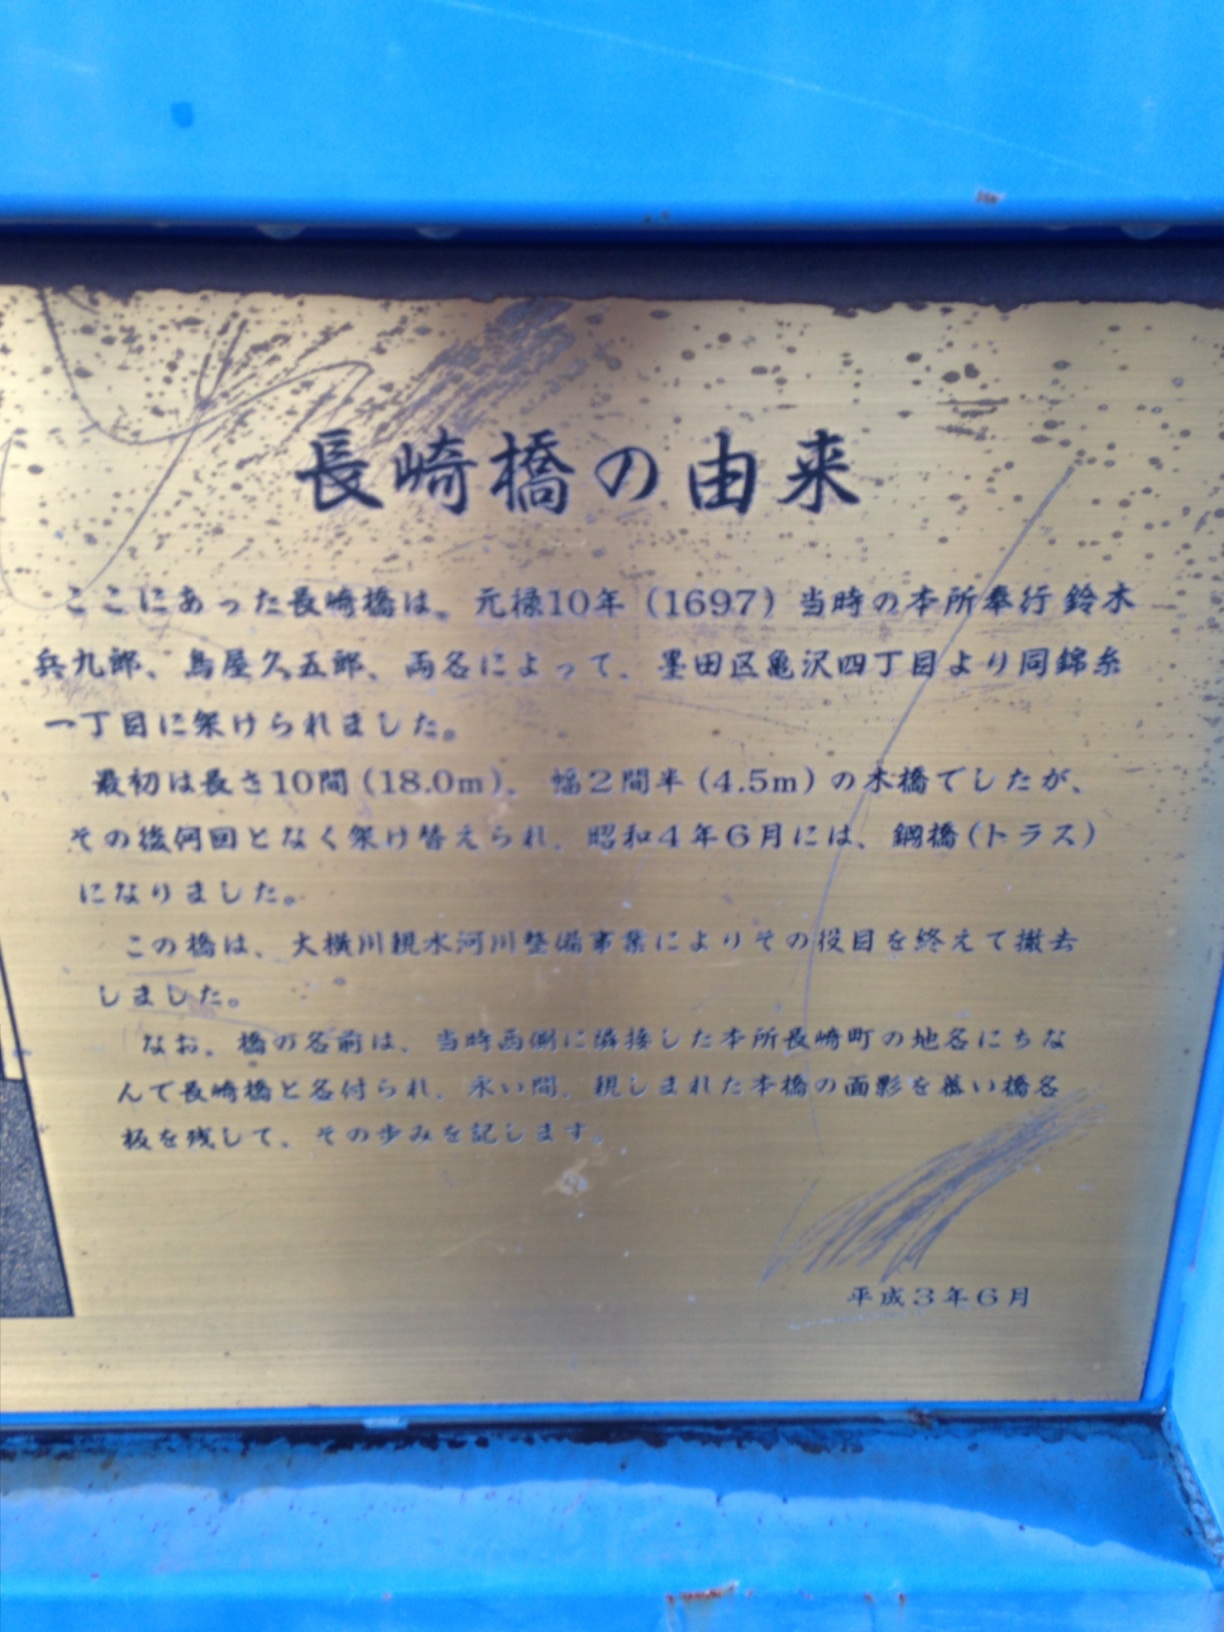 長崎橋の由来
ここにあった長崎橋は、元禄10年（1697）当時の本所奉行 鈴木
兵九郎、鳥屋久五郎、両名によって、墨田区亀沢四丁目より同錦糸
一丁目に架けられました。
最初は長さ10間（18.0m）、幅２間半（4.5m）の木橋でしたが、
その後何回となく架け替えられ、昭和４年６月には、鋼橋（トラス）
になりました。
この橋は、大横川親水河川整備事業によりその役目を終えて撤去
しました。
なお、橋の名前は、当時西側に隣接した本所長崎町の地名にちな
んで長崎橋と名付られ、永い間、親しまれた本橋の面影を慕い橋名
板を残して、その歩みを記します。
平成３年６月